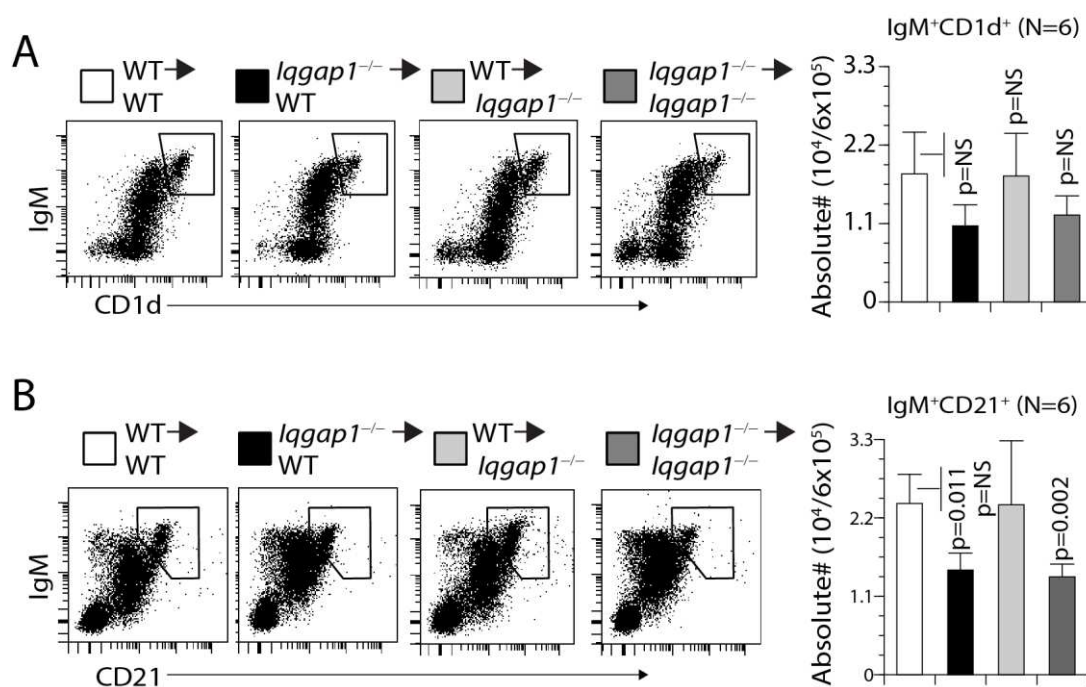 A
WT
WT
Iqgap1−/−
WT
WT
Iqgap1−/−
Iqgap1−/−
Iqgap1−/−
IgM
CD1d
IgM+CD1d+ (N=6)
Absolute# (10⁴/6x10⁵)
3.3
2.2
1.1
0
p=NS
p=NS
p=NS
B
WT
WT
Iqgap1−/−
WT
WT
Iqgap1−/−
Iqgap1−/−
Iqgap1−/−
IgM
CD21
IgM+CD21+ (N=6)
Absolute# (10⁴/6x10⁵)
3.3
2.2
1.1
0
p=0.011
p=NS
p=0.002